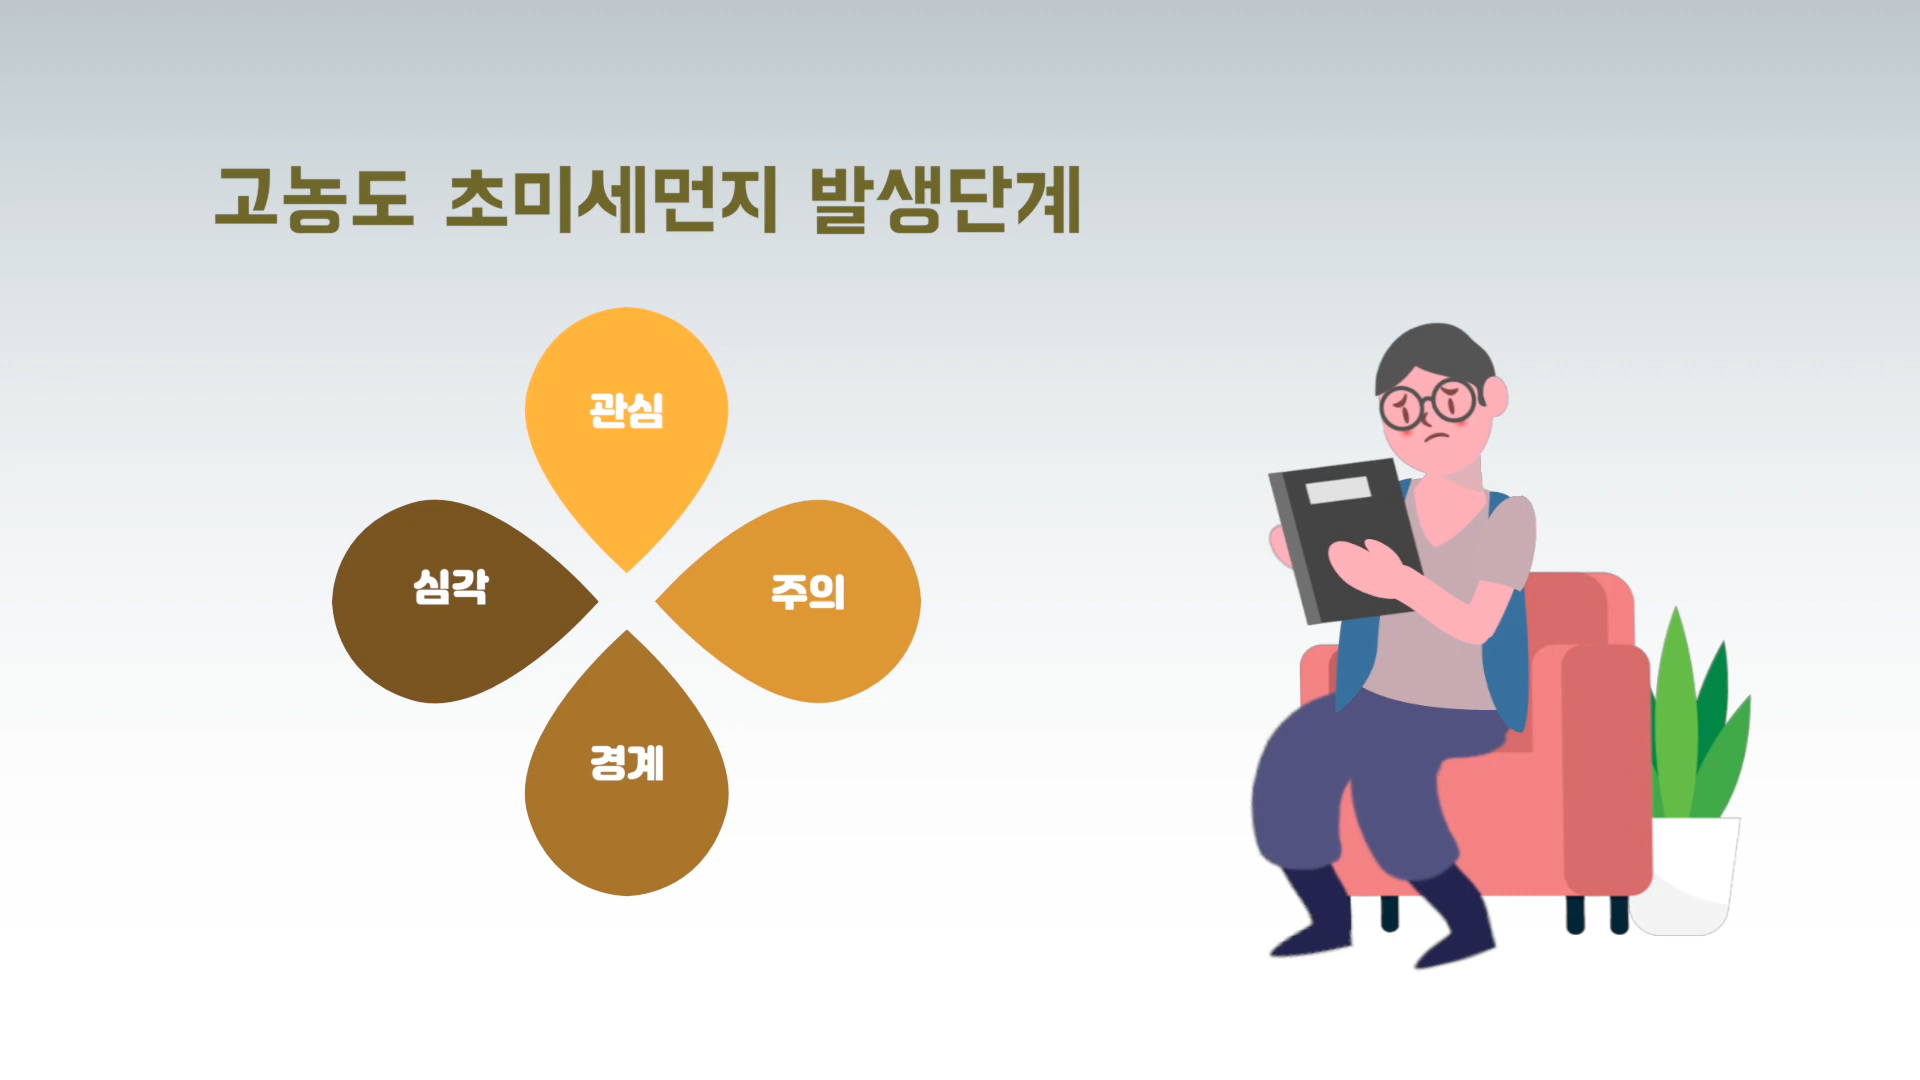 고농도 초미세먼지 발생단계
관심
심각
주의
경계